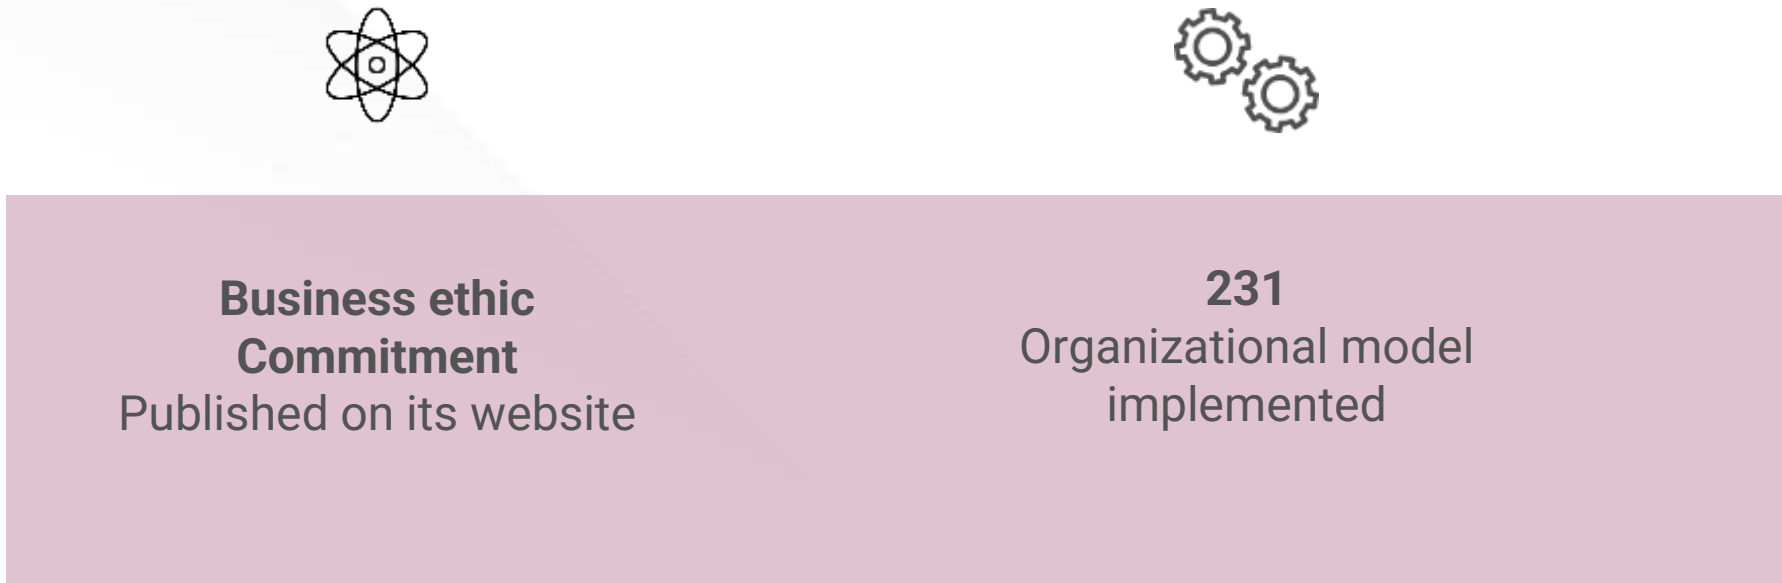 Business ethic
Commitment
Published on its website
231
Organizational model
implemented